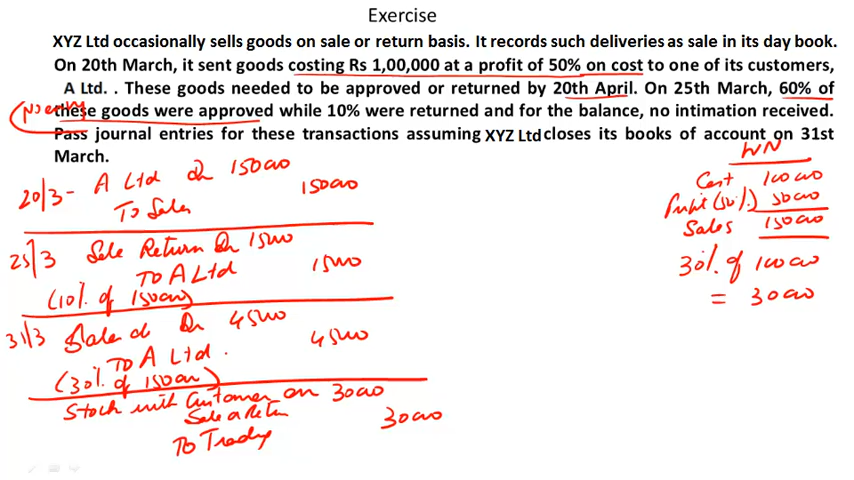 Exercise
XYZ Ltd occasionally sells goods on sale or return basis. It records such deliveries as sale in its day book.
On 20th March, it sent goods costing Rs 1,00,000 at a profit of 50% on cost to one of its customers,
A Ltd. . These goods needed to be approved or returned by 20th April. On 25th March, 60% of
(No entry) these goods were approved while 10% were returned and for the balance, no intimation received.
Pass journal entries for these transactions assuming XYZ Ltd closes its books of account on 31st
March.
20/3 - A Ltd Dr 150000
To Sales 150000
25/3 Sale Return Dr 15000
To A Ltd 15000
(10% of 150000)
31/3 Sales Dr 45000
To A Ltd. 45000
(30% of 150000)
Stock with Customer on 30000
Sale or Return
To Trading 30000
WN
Cost 100000
Profit (50%) 50000
Sales 150000
30% of 100000
= 30000